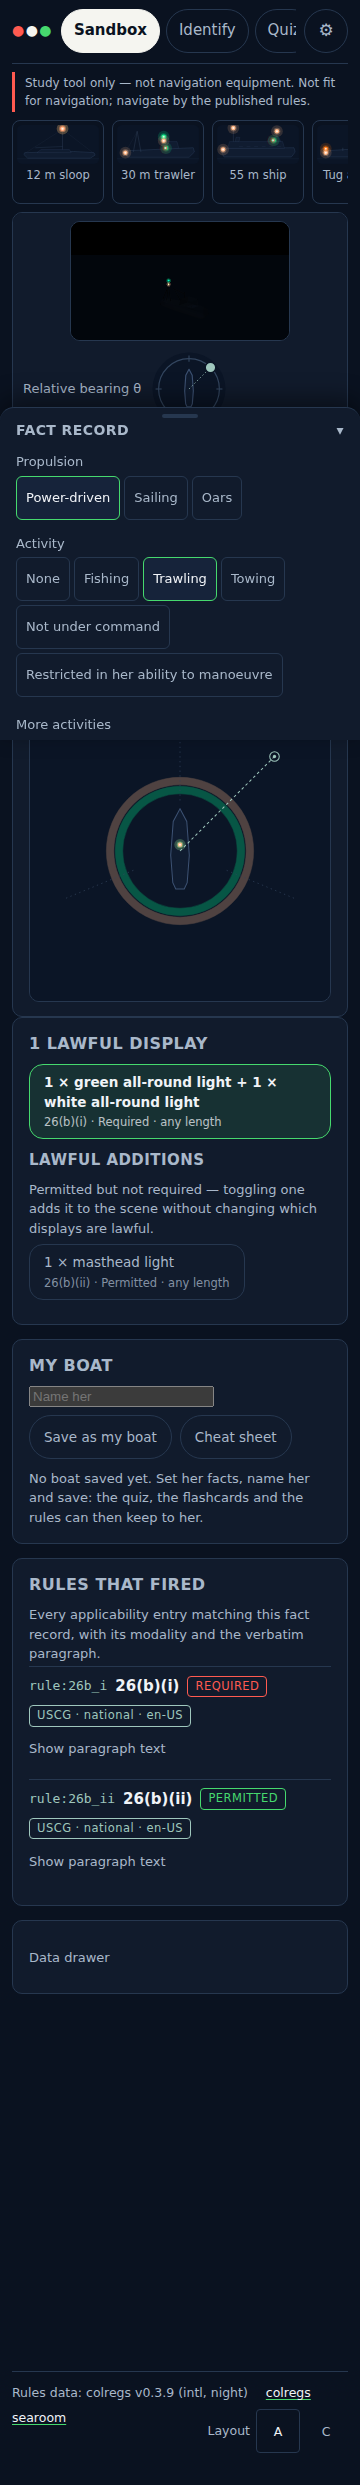 Sandbox Identify Quiz ⚙
Study tool only — not navigation equipment. Not fit
for navigation; navigate by the published rules.
12 m sloop 30 m trawler 55 m ship Tug
Relative bearing θ
FACT RECORD ▾
Propulsion
Power-driven Sailing Oars
Activity
None Fishing Trawling Towing
Not under command
Restricted in her ability to manoeuvre
More activities
1 LAWFUL DISPLAY
1 × green all-round light + 1 ×
white all-round light
26(b)(i) · Required · any length
LAWFUL ADDITIONS
Permitted but not required — toggling one
adds it to the scene without changing which
displays are lawful.
1 × masthead light
26(b)(ii) · Permitted · any length
MY BOAT
Name her
Save as my boat Cheat sheet
No boat saved yet. Set her facts, name her
and save: the quiz, the flashcards and the
rules can then keep to her.
RULES THAT FIRED
Every applicability entry matching this fact
record, with its modality and the verbatim
paragraph.
rule:26b_i 26(b)(i) REQUIRED
USCG · national · en-US
Show paragraph text
rule:26b_ii 26(b)(ii) PERMITTED
USCG · national · en-US
Show paragraph text
Data drawer
Rules data: colregs v0.3.9 (intl, night) colregs
searoom
Layout A C